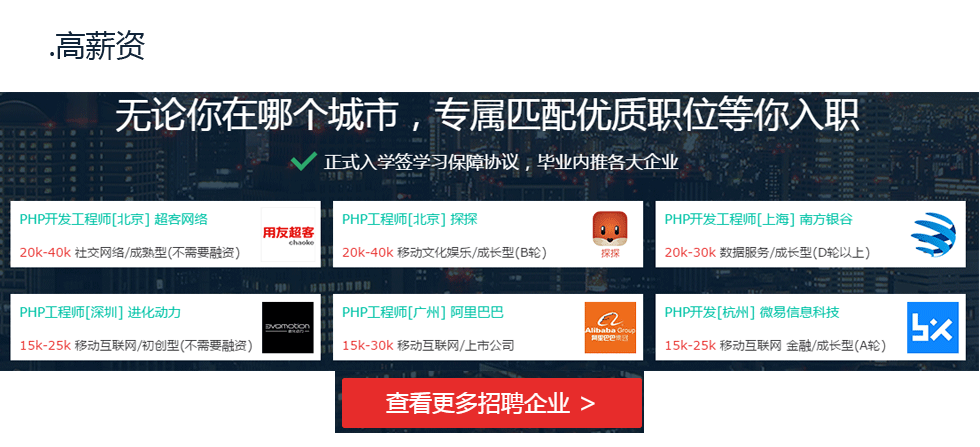 .高薪资
无论你在哪个城市，专属匹配优质职位等你入职
正式入学签学习保障协议，毕业内推各大企业
PHP开发工程师[北京] 超客网络
20k-40k 社交网络/成熟型(不需要融资)
用友超客
chaoke
PHP工程师[北京] 探探
20k-40k 移动文化娱乐/成长型(B轮)
探探
PHP开发工程师[上海] 南方银谷
20k-30k 数据服务/成长型(D轮以上)
PHP工程师[深圳] 进化动力
15k-25k 移动互联网/初创型(不需要融资)
evomotion
PHP工程师[广州] 阿里巴巴
15k-30k 移动互联网/上市公司
Alibaba Group
阿里巴巴集团
PHP开发[杭州] 微易信息科技
15k-25k 移动互联网 金融/成长型(A轮)
查看更多招聘企业 >